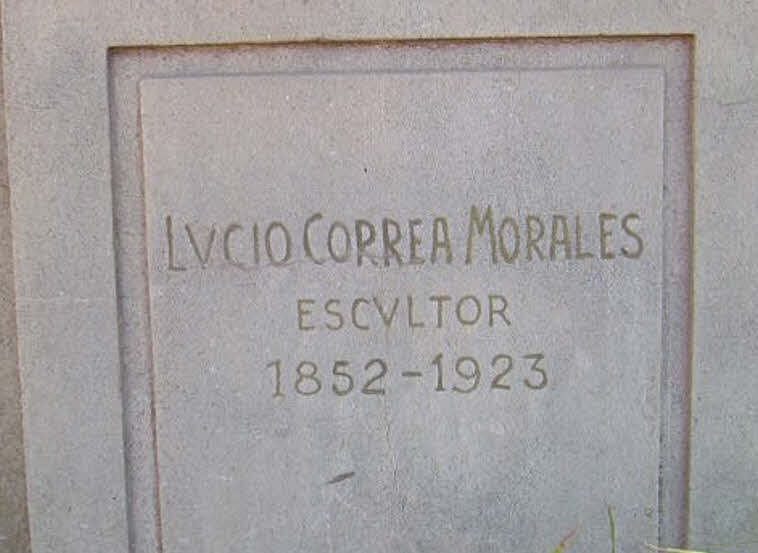 LVCIO CORREA MORALES
ESCVLTOR
1852-1923